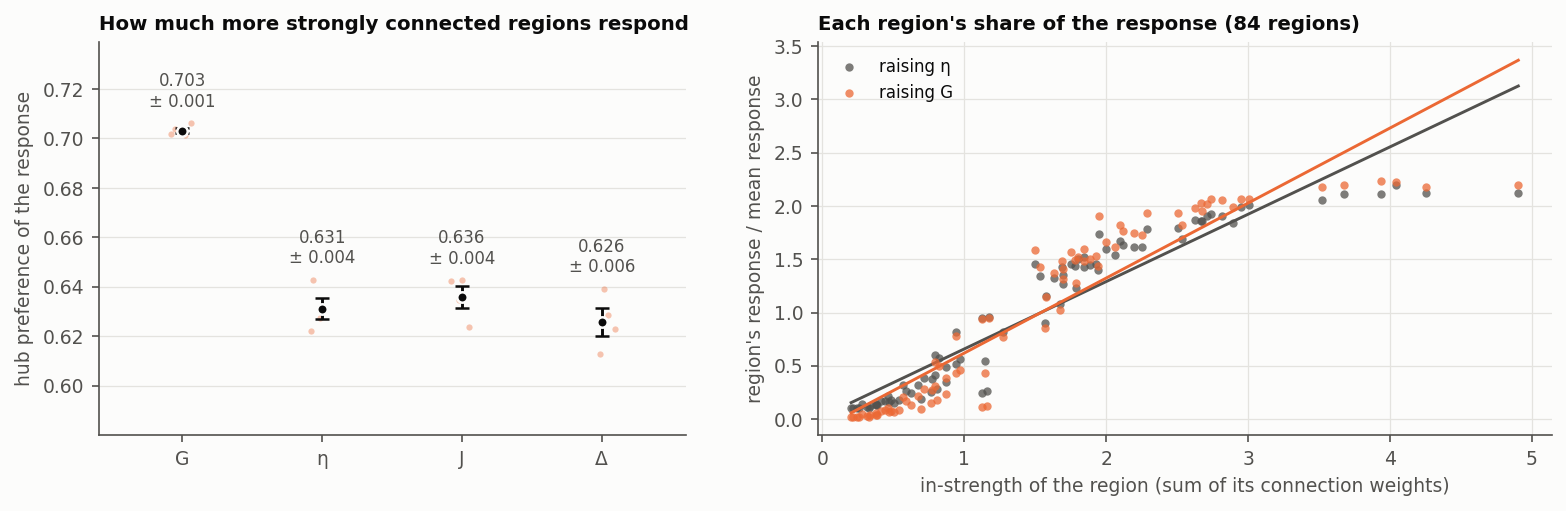 How much more strongly connected regions respond
hub preference of the response
0.72
0.70
0.68
0.66
0.64
0.62
0.60
0.703
± 0.001
0.631
± 0.004
0.636
± 0.004
0.626
± 0.006
G
η
J
Δ
Each region's share of the response (84 regions)
region's response / mean response
3.5
3.0
2.5
2.0
1.5
1.0
0.5
0.0
raising η
raising G
0
1
2
3
4
5
in-strength of the region (sum of its connection weights)